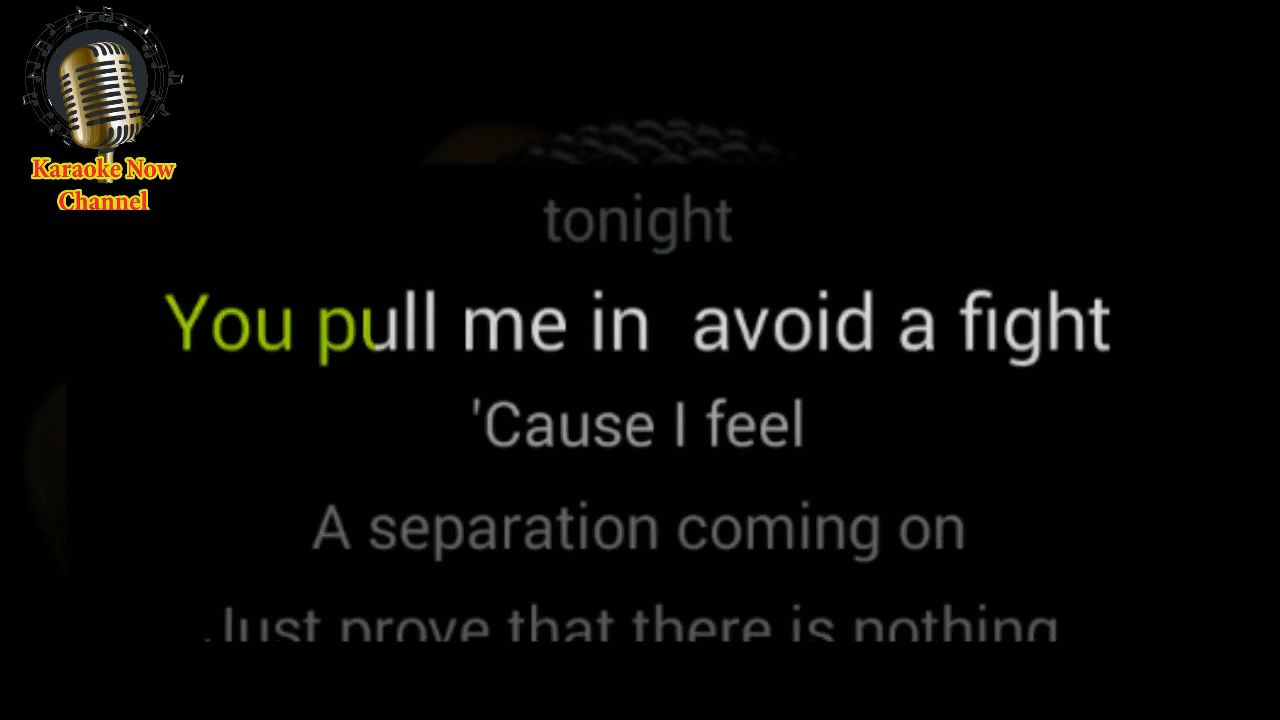 Karaoke Now
Channel
tonight
You pull me in avoid a fight
'Cause I feel
A separation coming on
Just prove that there is nothing